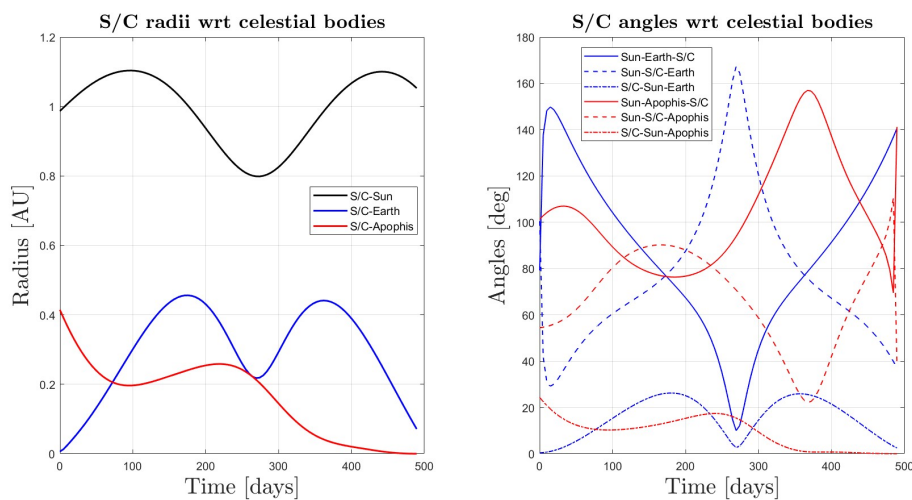 S/C radii wrt celestial bodies
1.2
1
0.8
0.6
0.4
0.2
0
0
100
200
300
400
500
Radius [AU]
Time [days]
S/C-Sun
S/C-Earth
S/C-Apophis
S/C angles wrt celestial bodies
180
160
140
120
100
80
60
40
20
0
0
100
200
300
400
500
Angles [deg]
Time [days]
Sun-Earth-S/C
Sun-S/C-Earth
S/C-Sun-Earth
Sun-Apophis-S/C
Sun-S/C-Apophis
S/C-Sun-Apophis